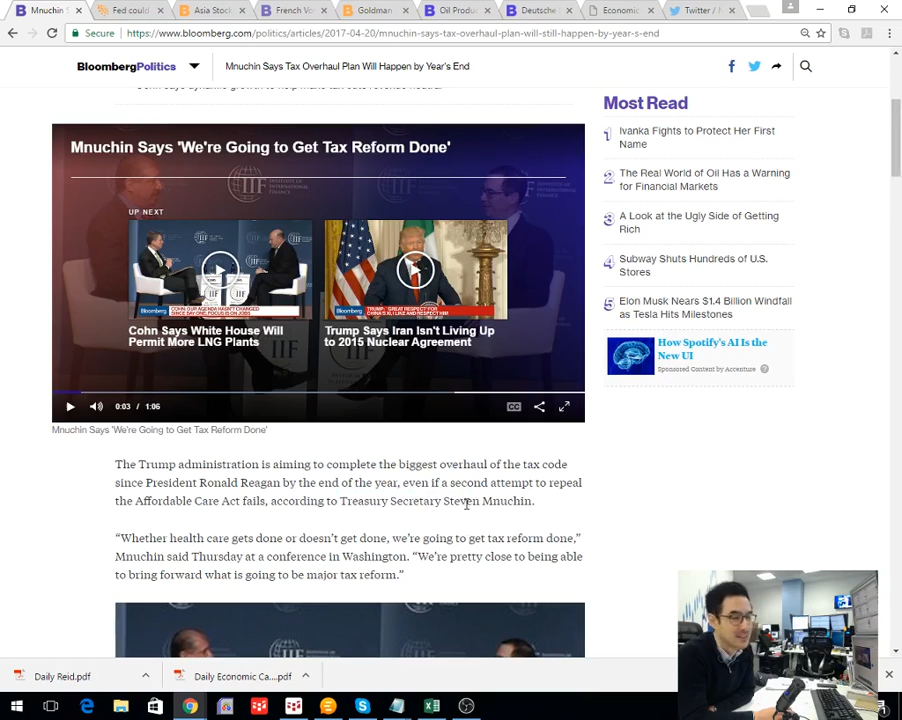 Mnuchin S
Fed could
Asia Stock
French Vo
Goldman
Oil Produc
Deutsche
Economic
Twitter / N
Secure
https://www.bloomberg.com/politics/articles/2017-04-20/mnuchin-says-tax-overhaul-plan-will-still-happen-by-year-s-end
BloombergPolitics
Mnuchin Says Tax Overhaul Plan Will Happen by Year's End
Cohn says dynamic growth to help make tax cuts revenue neutral
Mnuchin Says 'We're Going to Get Tax Reform Done'
UP NEXT
Cohn Says White House Will
Permit More LNG Plants
Trump Says Iran Isn't Living Up
to 2015 Nuclear Agreement
0:03 / 1:06
CC
Mnuchin Says 'We're Going to Get Tax Reform Done'
The Trump administration is aiming to complete the biggest overhaul of the tax code
since President Ronald Reagan by the end of the year, even if a second attempt to repeal
the Affordable Care Act fails, according to Treasury Secretary Steven Mnuchin.
“Whether health care gets done or doesn’t get done, we’re going to get tax reform done,”
Mnuchin said Thursday at a conference in Washington. “We’re pretty close to being able
to bring forward what is going to be major tax reform.”
Most Read
1 Ivanka Fights to Protect Her First
Name
2 The Real World of Oil Has a Warning
for Financial Markets
3 A Look at the Ugly Side of Getting
Rich
4 Subway Shuts Hundreds of U.S.
Stores
5 Elon Musk Nears $1.4 Billion Windfall
as Tesla Hits Milestones
How Spotify's AI Is the
New UI
Sponsored Content by Accenture
Daily Reid.pdf
Daily Economic Ca....pdf